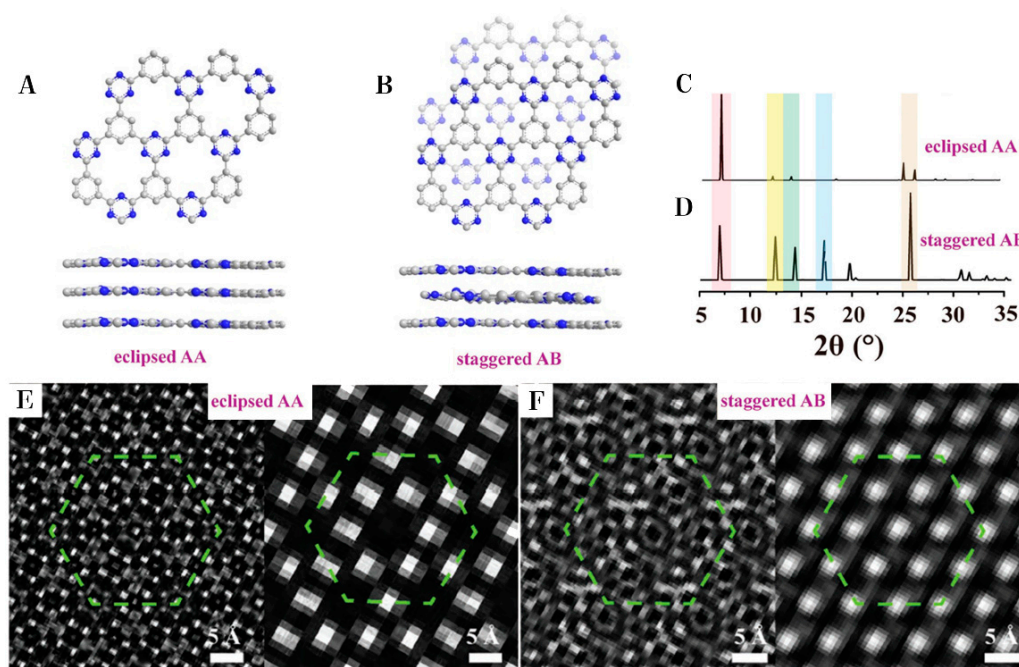 A
B
C
eclipsed AA
D
staggered AB
5 10 15 20 25 30 35
2θ (°)
eclipsed AA
staggered AB
E
eclipsed AA
F
staggered AB
5 Å
5 Å
5 Å
5 Å